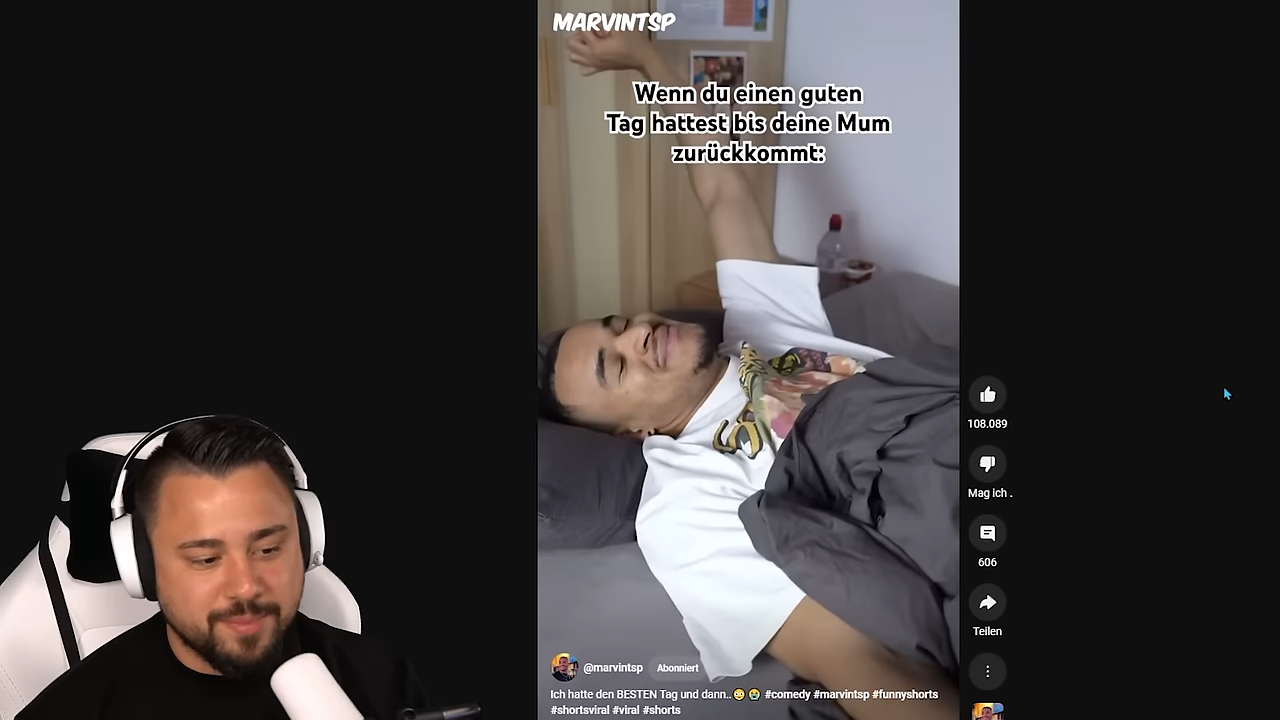 MARVINTSP
Wenn du einen guten
Tag hattest bis deine Mum
zurückkommt:
108.089
Mag ich .
606
Teilen
@marvintsp Abonniert
Ich hatte den BESTEN Tag und dann..😳😭 #comedy #marvintsp #funnyshorts
#shortsviral #viral #shorts